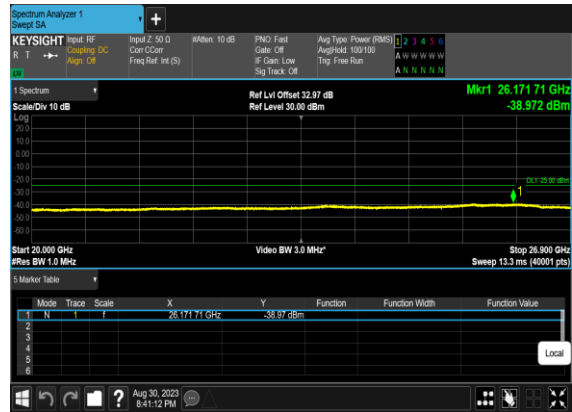 Spectrum Analyzer 1
Swept SA
+
KEYSIGHT Input: RF Input Z: 50 Ω #Atten: 10 dB PNO: Fast Avg Type: Power (RMS) 1 2 3 4 5 6
R T Coupling: DC Corr CCorr Gate: Off Avg|Hold: 100/100 A W W W W W
Align: Off Freq Ref: Int (S) IF Gain: Low Trig: Free Run
Sig Track: Off A N N N N N
1 Spectrum
Ref Lvl Offset 32.97 dB Mkr1 26.171 71 GHz
Scale/Div 10 dB Ref Level 30.00 dBm -38.972 dBm
Log
20.0
10.0
0.00
-10.0
-20.0
DL1 -25.00 dBm
-30.0
1
-40.0
-50.0
-60.0
Start 20.000 GHz Video BW 3.0 MHz* Stop 26.900 GHz
#Res BW 1.0 MHz Sweep 13.3 ms (40001 pts)
5 Marker Table
Mode Trace Scale X Y Function Function Width Function Value
1 N 1 f 26.171 71 GHz -38.97 dBm
2
3
4
5
6
Local
? Aug 30, 2023
8:41:12 PM